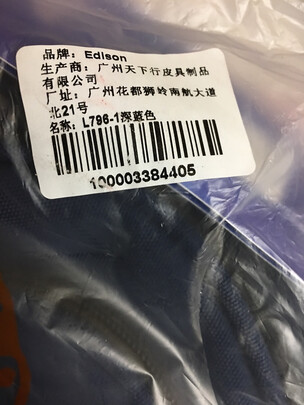 品牌: Edison
生产商: 广州天下行皮具制品
有限公司
厂址: 广州花都狮岭南航大道
北21号
名称: L796-1深蓝色
100003384405